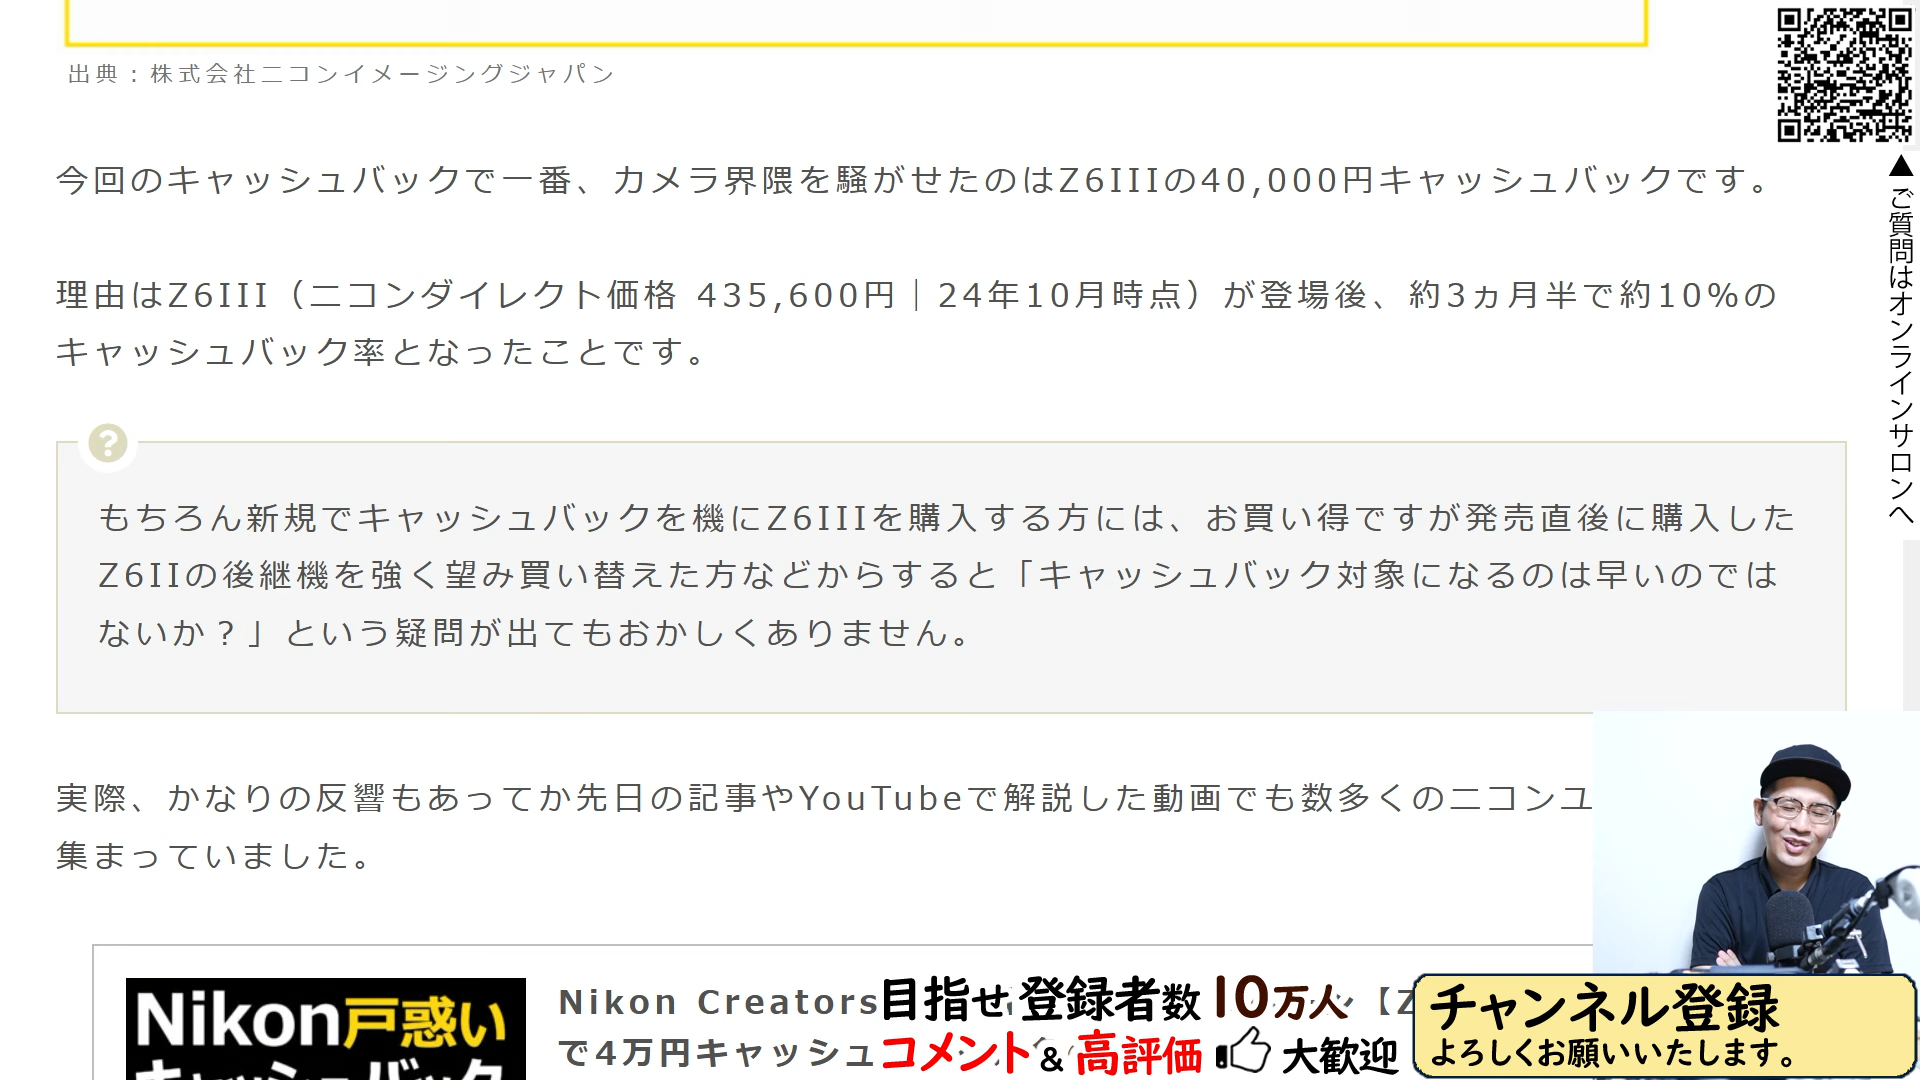 出典：株式会社ニコンイメージングジャパン
今回のキャッシュバックで一番、カメラ界隈を騒がせたのはZ6IIIの40,000円キャッシュバックです。
理由はZ6III（ニコンダイレクト価格 435,600円｜24年10月時点）が登場後、約3ヵ月半で約10%の
キャッシュバック率となったことです。
もちろん新規でキャッシュバックを機にZ6IIIを購入する方には、お買い得ですが発売直後に購入した
Z6IIの後継機を強く望み買い替えた方などからすると「キャッシュバック対象になるのは早いのでは
ないか？」という疑問が出てもおかしくありません。
実際、かなりの反響もあってか先日の記事やYouTubeで解説した動画でも数多くのニコンユ
集まっていました。
Nikon戸惑い
キャッシュバック
Nikon Creators
【Z
で4万円キャッシュ
目指せ登録者数10万人
コメント&高評価 大歓迎
チャンネル登録
よろしくお願いいたします。
▲ご質問はオンラインサロンへ